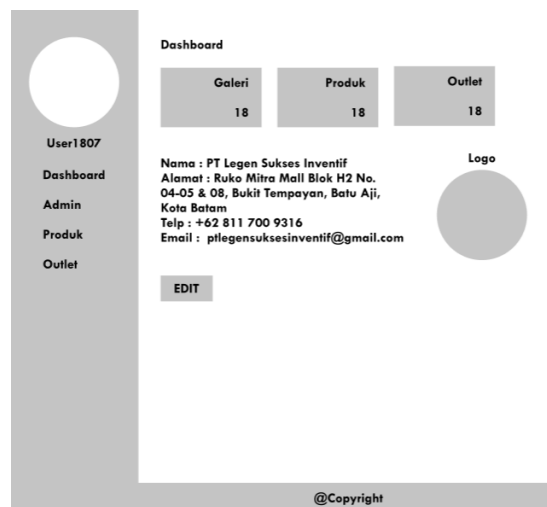 User1807
Dashboard
Admin
Produk
Outlet
Dashboard
Galeri
18
Produk
18
Outlet
18
Nama : PT Legen Sukses Inventif
Alamat : Ruko Mitra Mall Blok H2 No.
04-05 & 08, Bukit Tempayan, Batu Aji,
Kota Batam
Telp : +62 811 700 9316
Email :  ptlegensuksesinventif@gmail.com
Logo
EDIT
@Copyright